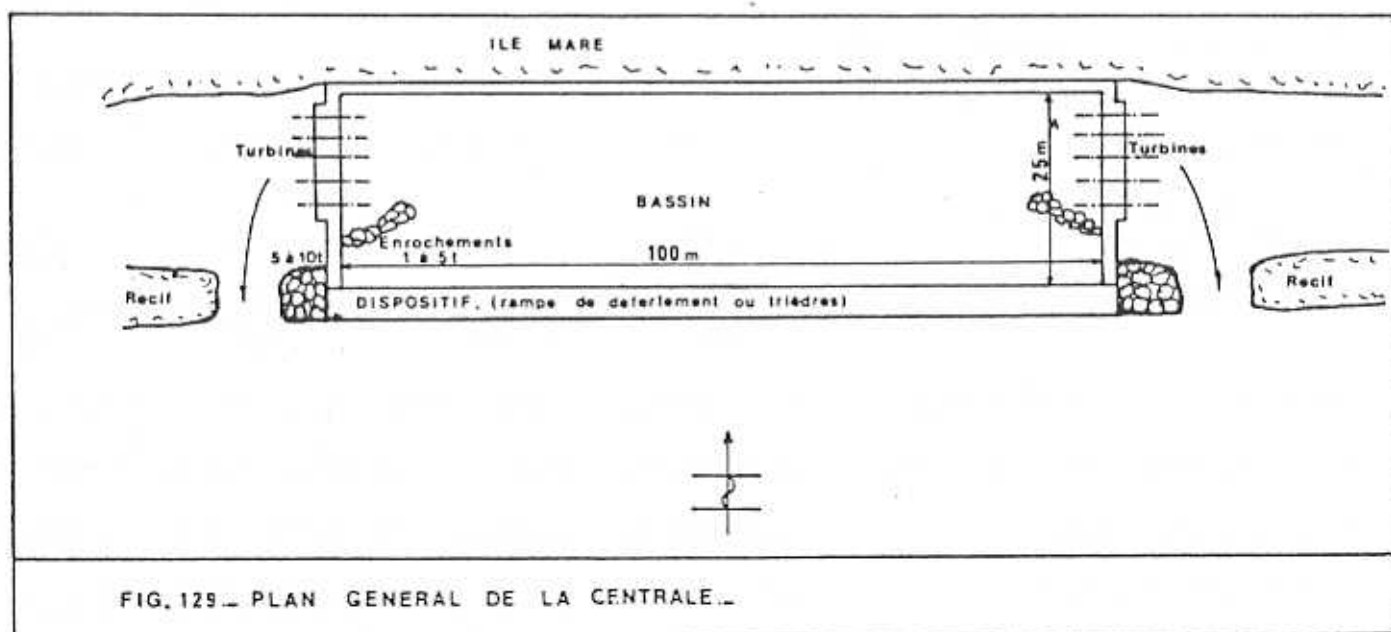 ILE MARE
Turbines
25 m
Turbines
BASSIN
Enrochements
1 à 5t
5 à 10t
100 m
Recif
Recif
DISPOSITIF. (rampe de deferlement ou trièdres)
FIG. 129_ PLAN GENERAL DE LA CENTRALE_